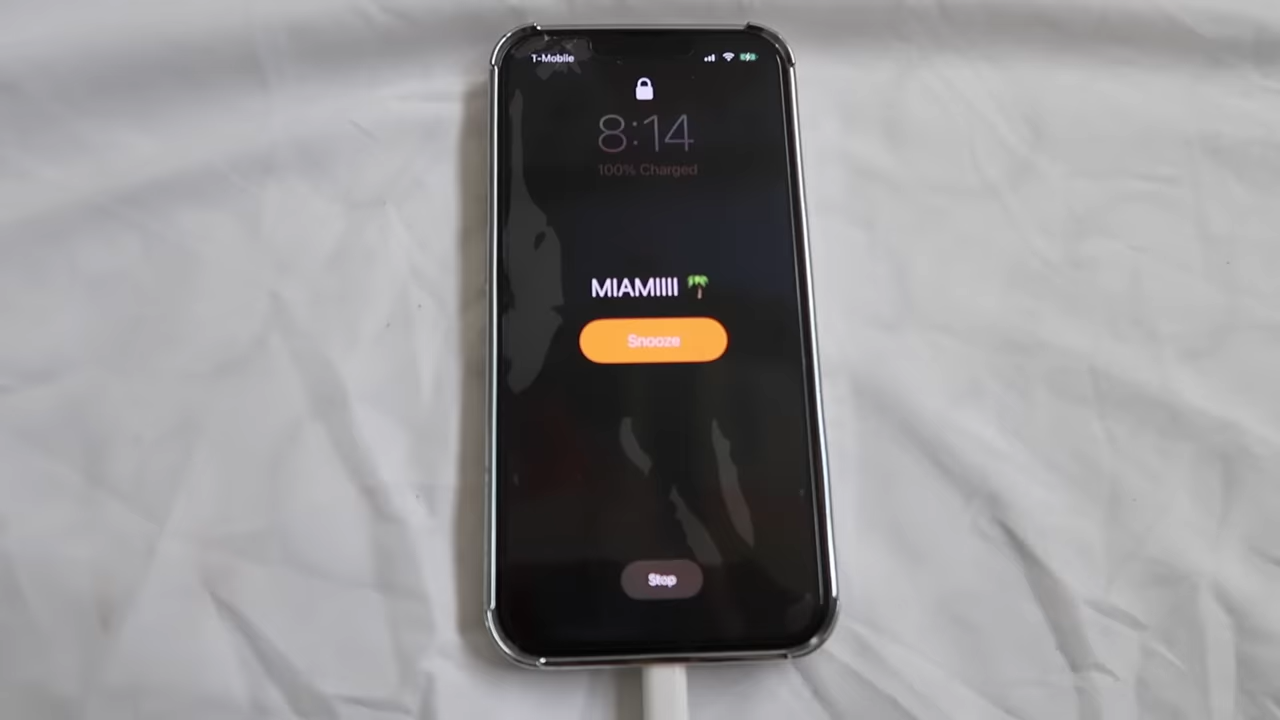 T-Mobile
8:14
100% Charged
MIAMIIII 🌴
Snooze
Stop